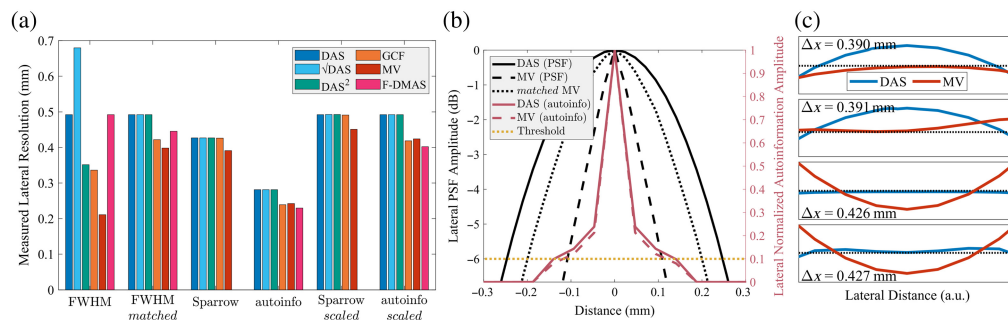 (a)
Measured Lateral Resolution (mm)
0.7
0.6
0.5
0.4
0.3
0.2
0.1
0
DAS
√DAS
DAS²
GCF
MV
F-DMAS
FWHM
FWHM
matched
Sparrow
autoinfo
Sparrow
scaled
autoinfo
scaled
(b)
Lateral PSF Amplitude (dB)
0
-1
-2
-3
-4
-5
-6
DAS (PSF)
MV (PSF)
matched MV
DAS (autoinfo)
MV (autoinfo)
Threshold
-0.3
-0.2
-0.1
0
0.1
0.2
0.3
Distance (mm)
1
0.9
0.8
0.7
0.6
0.5
0.4
0.3
0.2
0.1
0
Lateral Normalized Autoinformation Amplitude
(c)
Δx = 0.390 mm
DAS
MV
Δx = 0.391 mm
Δx = 0.426 mm
Δx = 0.427 mm
Lateral Distance (a.u.)